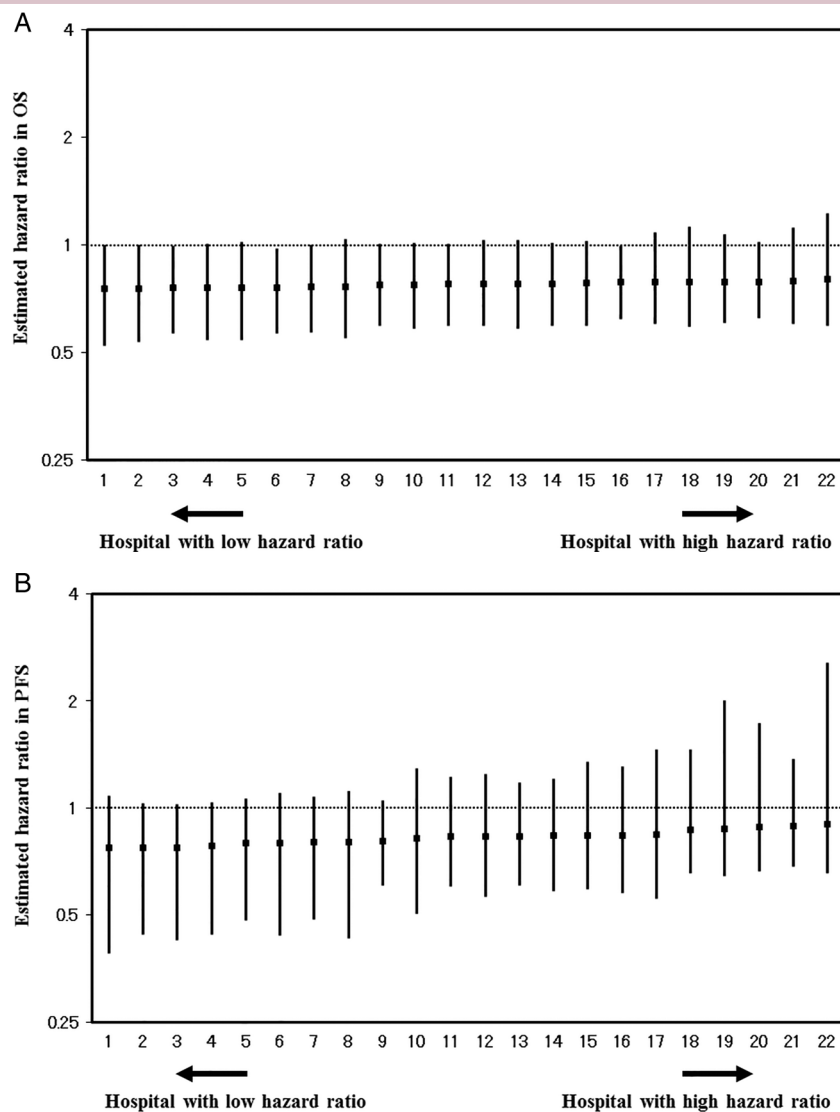 A
Estimated hazard ratio in OS
4
2
1
0.5
0.25
1 2 3 4 5 6 7 8 9 10 11 12 13 14 15 16 17 18 19 20 21 22
Hospital with low hazard ratio
Hospital with high hazard ratio
B
Estimated hazard ratio in PFS
4
2
1
0.5
0.25
1 2 3 4 5 6 7 8 9 10 11 12 13 14 15 16 17 18 19 20 21 22
Hospital with low hazard ratio
Hospital with high hazard ratio